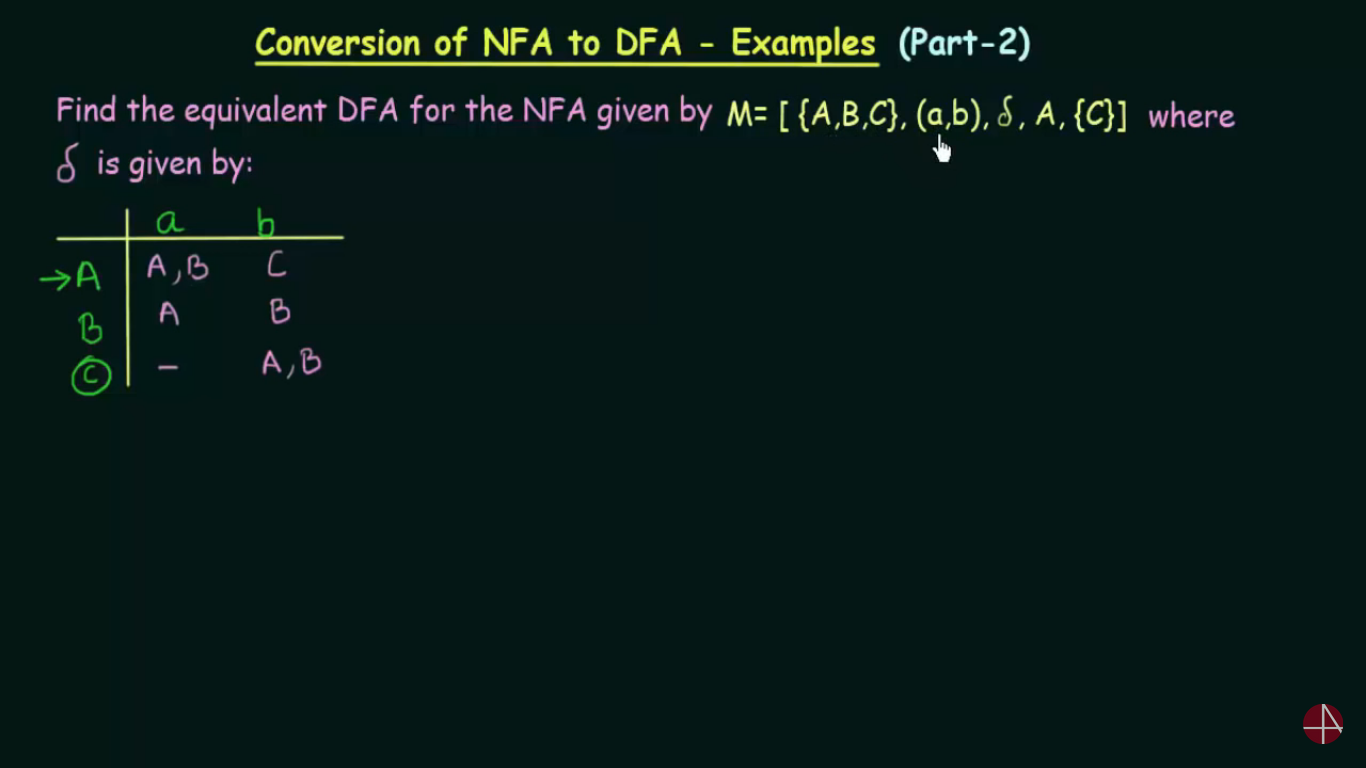 Conversion of NFA to DFA - Examples (Part-2)
Find the equivalent DFA for the NFA given by M= [ {A,B,C}, (a,b), δ, A, {C}] where
δ is given by:
a b
→A A,B C
B A B
C - A,B